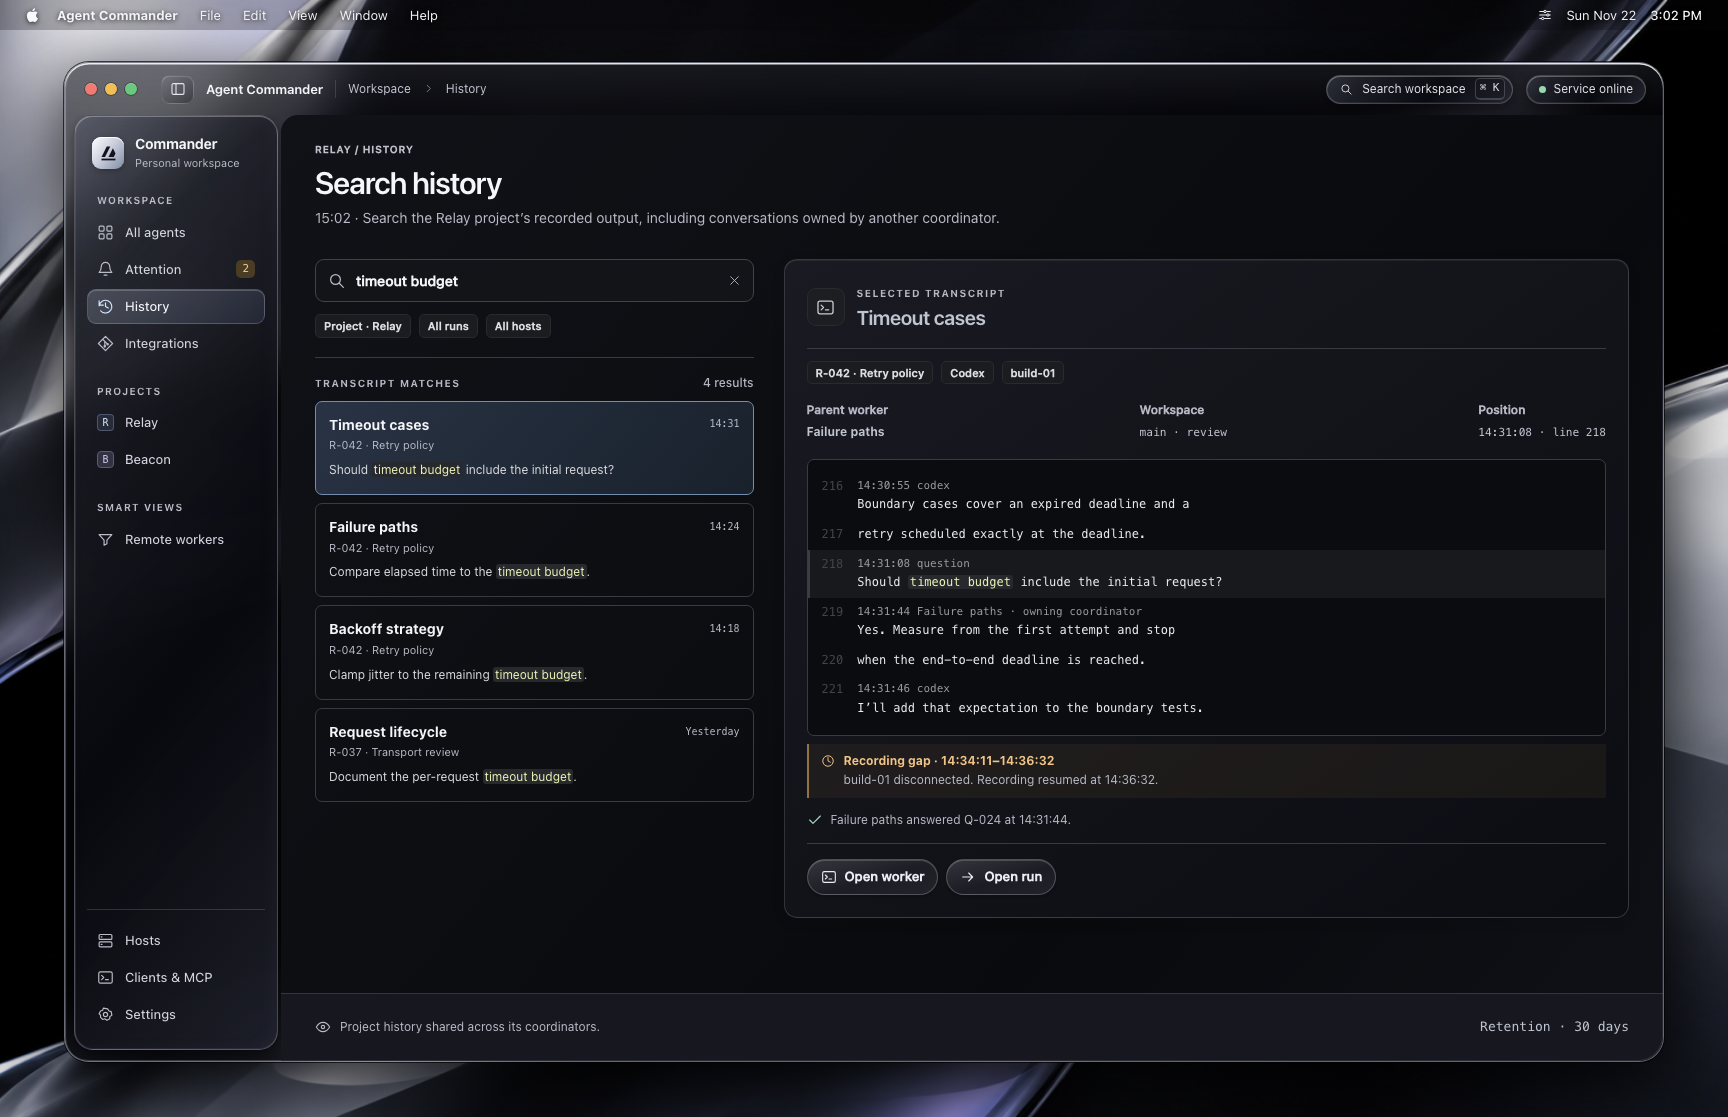 Agent Commander File Edit View Window Help Sun Nov 22 3:02 PM
Agent Commander Workspace History Search workspace ⌘ K Service online
Commander
Personal workspace
WORKSPACE
All agents
Attention 2
History
Integrations
PROJECTS
R Relay
B Beacon
SMART VIEWS
Remote workers
Hosts
Clients & MCP
Settings
RELAY / HISTORY
Search history
15:02 · Search the Relay project’s recorded output, including conversations owned by another coordinator.
timeout budget
Project · Relay All runs All hosts
TRANSCRIPT MATCHES 4 results
Timeout cases 14:31
R-042 · Retry policy
Should timeout budget include the initial request?
Failure paths 14:24
R-042 · Retry policy
Compare elapsed time to the timeout budget.
Backoff strategy 14:18
R-042 · Retry policy
Clamp jitter to the remaining timeout budget.
Request lifecycle Yesterday
R-037 · Transport review
Document the per-request timeout budget.
SELECTED TRANSCRIPT
Timeout cases
R-042 · Retry policy Codex build-01
Parent worker Workspace Position
Failure paths main · review 14:31:08 · line 218
216 14:30:55 codex
Boundary cases cover an expired deadline and a
217 retry scheduled exactly at the deadline.
218 14:31:08 question
Should timeout budget include the initial request?
219 14:31:44 Failure paths · owning coordinator
Yes. Measure from the first attempt and stop
220 when the end-to-end deadline is reached.
221 14:31:46 codex
I’ll add that expectation to the boundary tests.
Recording gap · 14:34:11–14:36:32
build-01 disconnected. Recording resumed at 14:36:32.
Failure paths answered Q-024 at 14:31:44.
Open worker Open run
Project history shared across its coordinators. Retention · 30 days